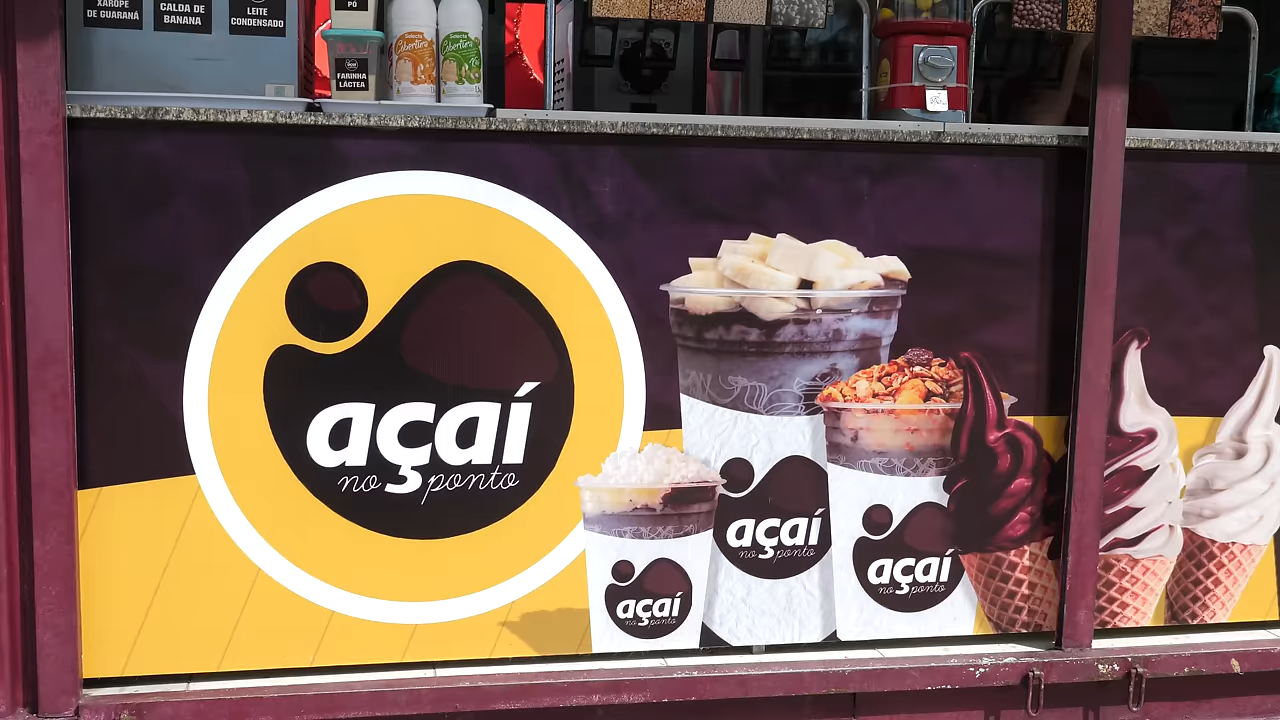 XAROPE
DE GUARANÁ
CALDA DE
BANANA
LEITE
CONDENSADO
PÓ
FARINHA
LÁCTEA
Selecta
Cobertura
Selecta
Cobertura
açaí
no ponto
açaí
no ponto
açaí
no ponto
açaí
no ponto